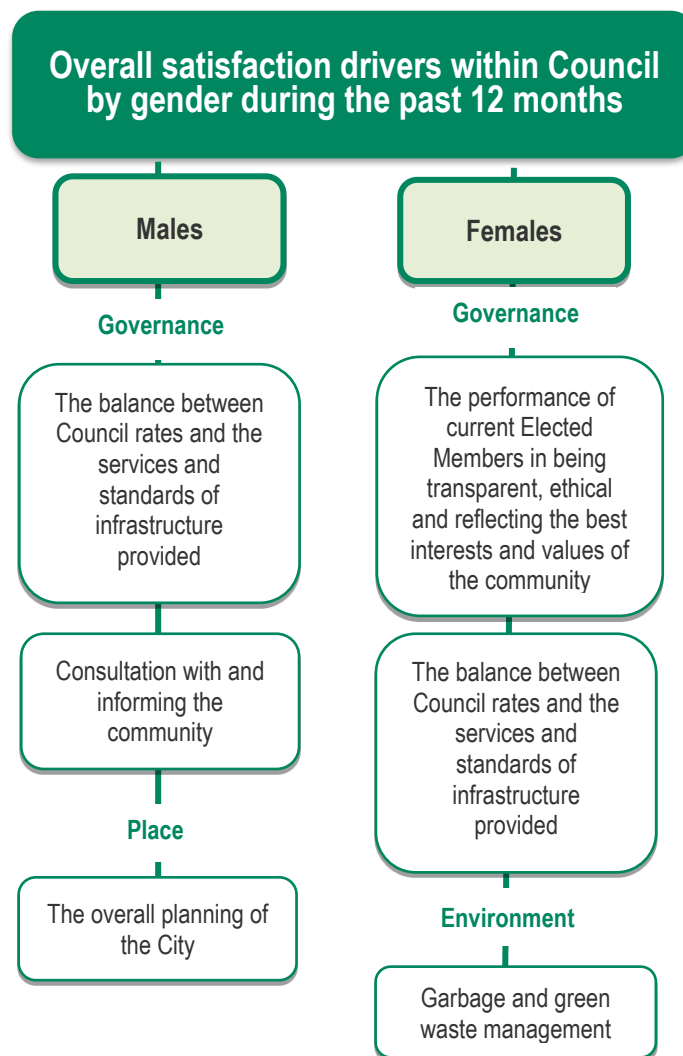 Overall satisfaction drivers within Council
by gender during the past 12 months
Males
Governance
The balance between
Council rates and the
services and
standards of
infrastructure
provided
Consultation with and
informing the
community
Place
The overall planning of
the City
Females
Governance
The performance of
current Elected
Members in being
transparent, ethical
and reflecting the best
interests and values of
the community
The balance between
Council rates and the
services and
standards of
infrastructure
provided
Environment
Garbage and green
waste management